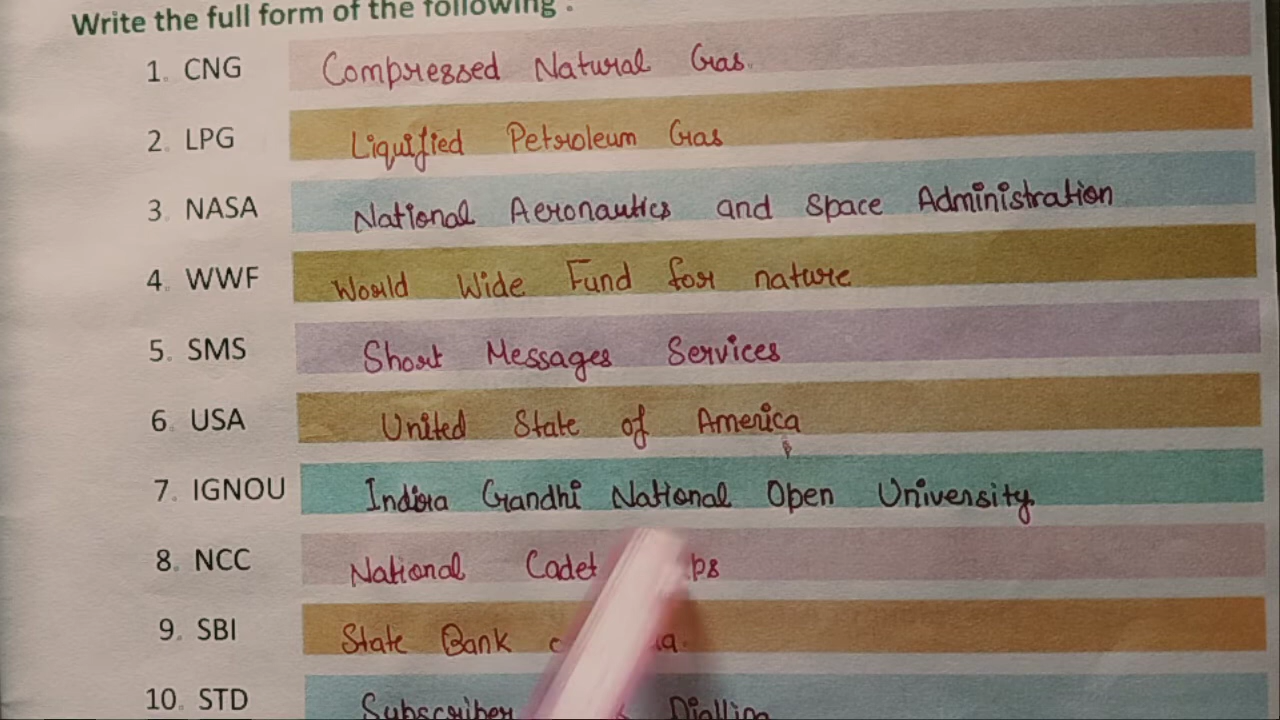 Write the full form of the following .
1. CNG Compressed Natural Gas.
2. LPG Liquified Petroleum Gas
3. NASA National Aeronautics and Space Administration
4. WWF World Wide Fund for nature
5. SMS Short Messages Services
6. USA United State of America
7. IGNOU Indira Gandhi National Open University.
8. NCC National Cadet
9. SBI State Bank
10. STD Subscriber Dialling